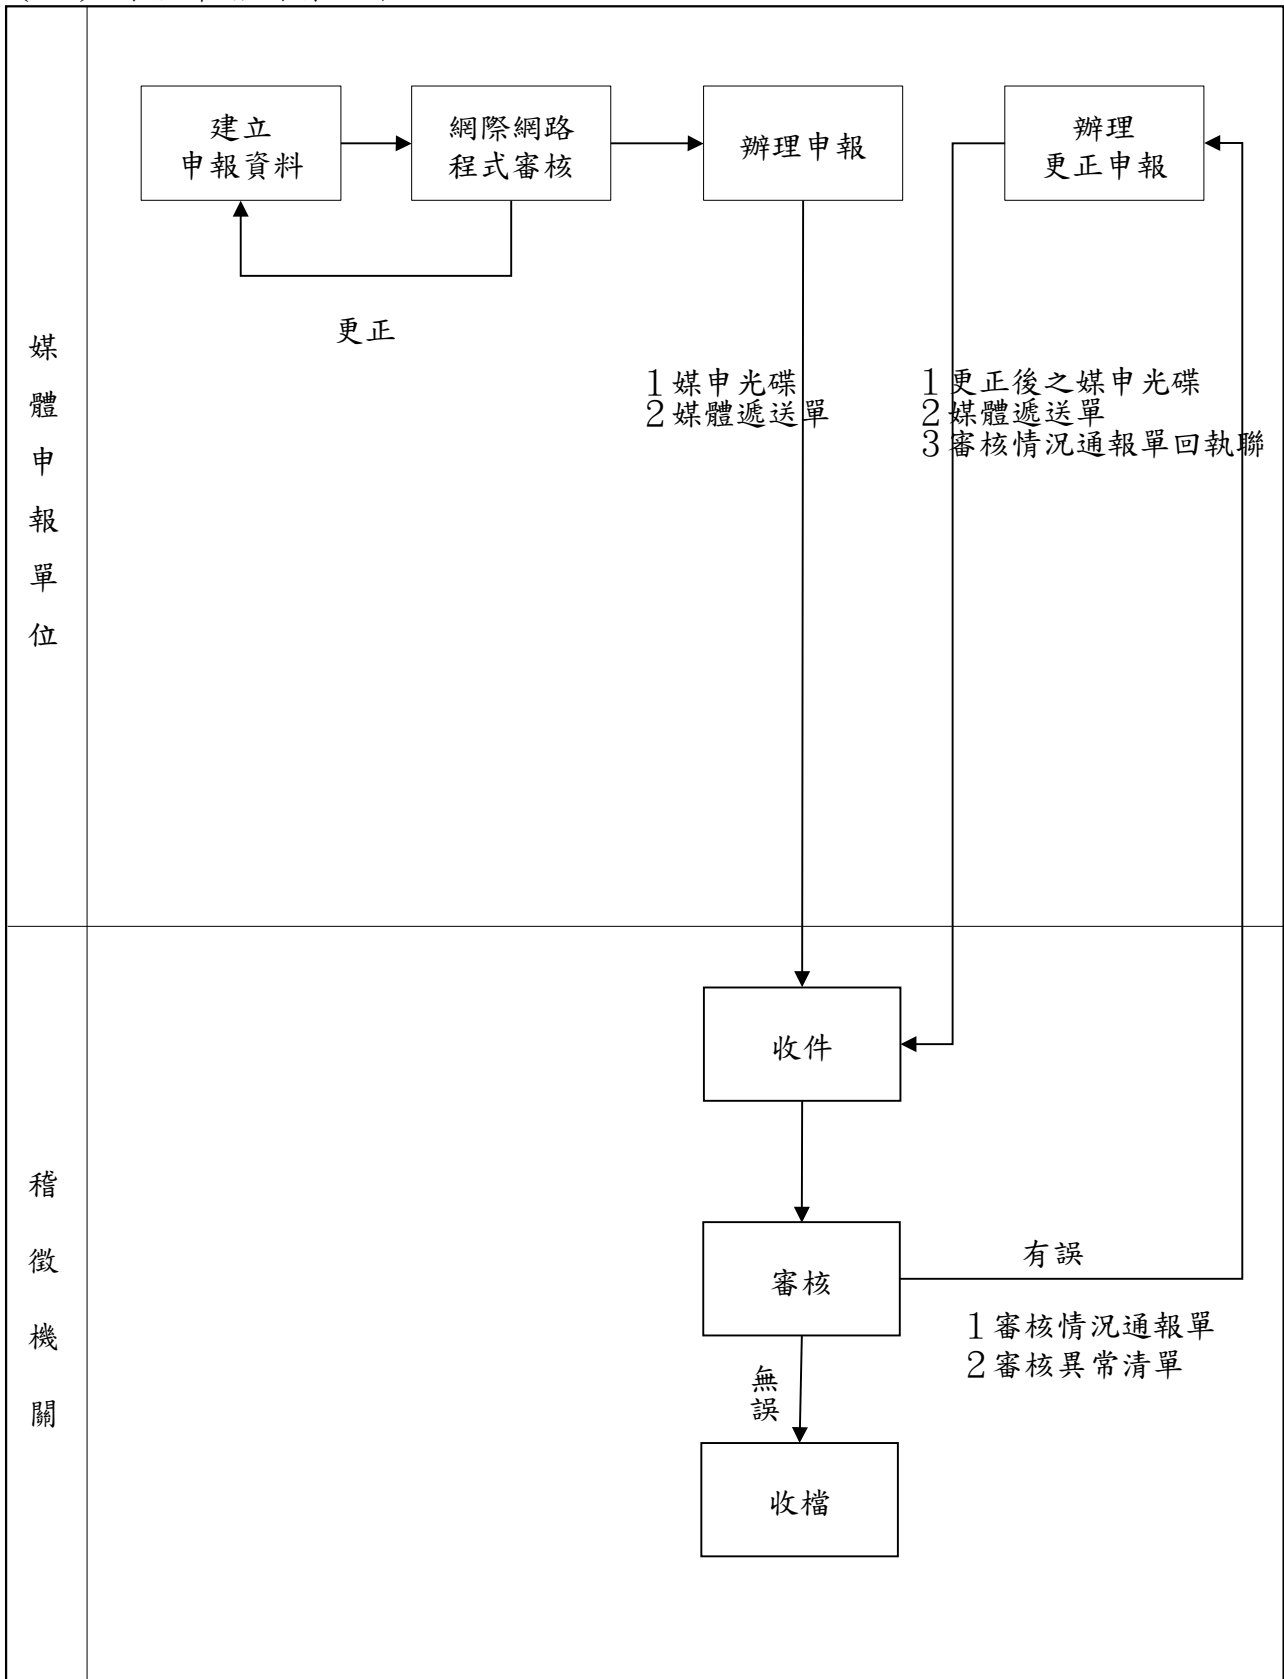 建立
申報資料
網際網路
程式審核
辦理申報
辦理
更正申報
更正
1媒申光碟
2媒體遞送單
1更正後之媒申光碟
2媒體遞送單
3審核情況通報單回執聯
媒體申報單位
收件
審核
有誤
1審核情況通報單
2審核異常清單
無誤
收檔
稽徵機關